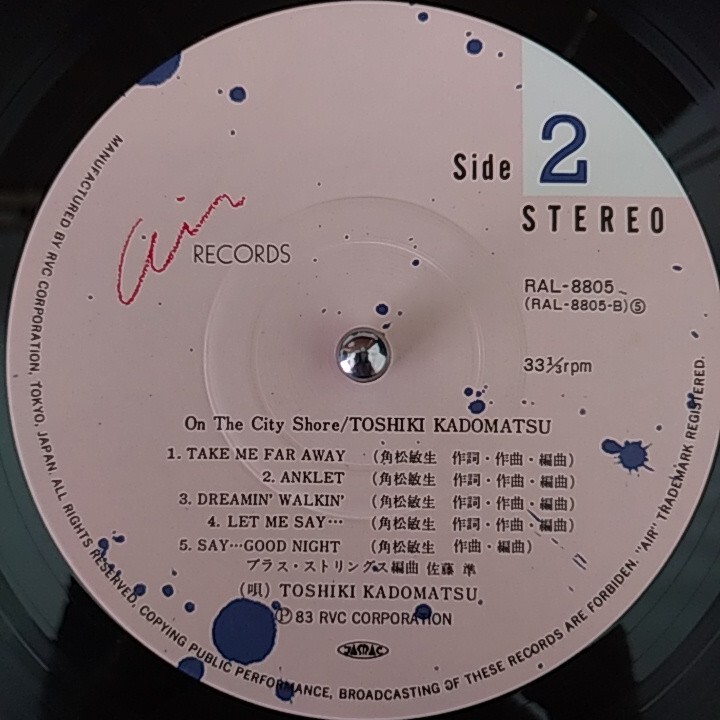 Side 2
STEREO
Air RECORDS
RAL-8805
(RAL-8805-B)Ⓢ
33⅓rpm
On The City Shore/TOSHIKI KADOMATSU
1. TAKE ME FAR AWAY (角松敏生 作詞・作曲・編曲)
2. ANKLET (角松敏生 作詞・作曲・編曲)
3. DREAMIN' WALKIN' (角松敏生 作詞・作曲・編曲)
4. LET ME SAY… (角松敏生 作詞・作曲・編曲)
5. SAY…GOOD NIGHT (角松敏生 作曲・編曲)
ブラス・ストリングス編曲 佐藤 準
(唄) TOSHIKI KADOMATSU
Ⓟ83 RVC CORPORATION
JASRAC
MANUFACTURED BY RVC CORPORATION, TOKYO, JAPAN. ALL RIGHTS RESERVED, COPYING PUBLIC PERFORMANCE, BROADCASTING OF THESE RECORDS ARE FORBIDDEN. "AIR" TRADEMARK REGISTERED.